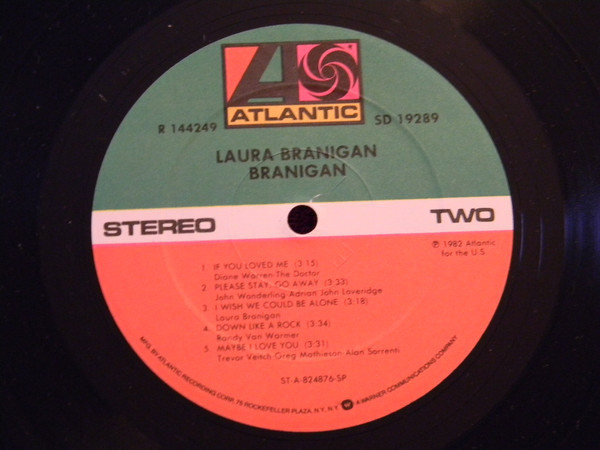 ATLANTIC
R 144249 SD 19289
LAURA BRANIGAN
BRANIGAN
STEREO TWO
℗ 1982 Atlantic
for the U.S.
1. IF YOU LOVED ME (3:15)
Diane Warren-The Doctor
2. PLEASE STAY, GO AWAY (3:33)
John Wonderling-Adrian John Loveridge
3. I WISH WE COULD BE ALONE (3:18)
Laura Branigan
4. DOWN LIKE A ROCK (3:34)
Randy Van Warmer
5. MAYBE I LOVE YOU (3:31)
Trevor Veitch-Greg Mathieson-Alan Sorrenti
ST-A-824876-SP
MFG. BY ATLANTIC RECORDING CORP., 75 ROCKEFELLER PLAZA, N.Y., N.Y. A WARNER COMMUNICATIONS COMPANY